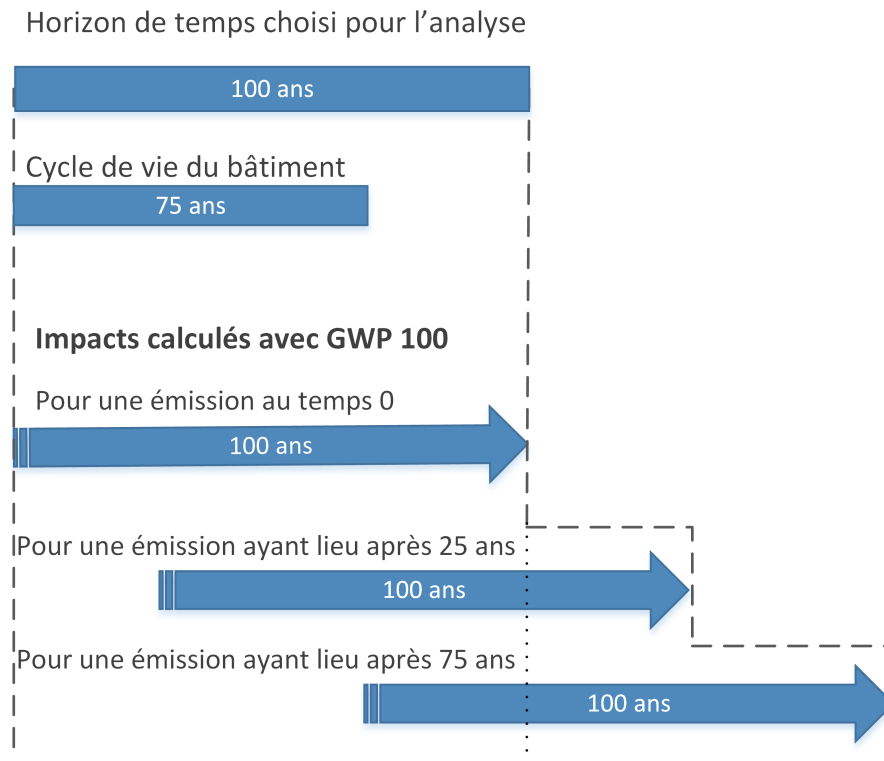 Horizon de temps choisi pour l’analyse
100 ans
Cycle de vie du bâtiment
75 ans
Impacts calculés avec GWP 100
Pour une émission au temps 0
100 ans
Pour une émission ayant lieu après 25 ans
100 ans
Pour une émission ayant lieu après 75 ans
100 ans